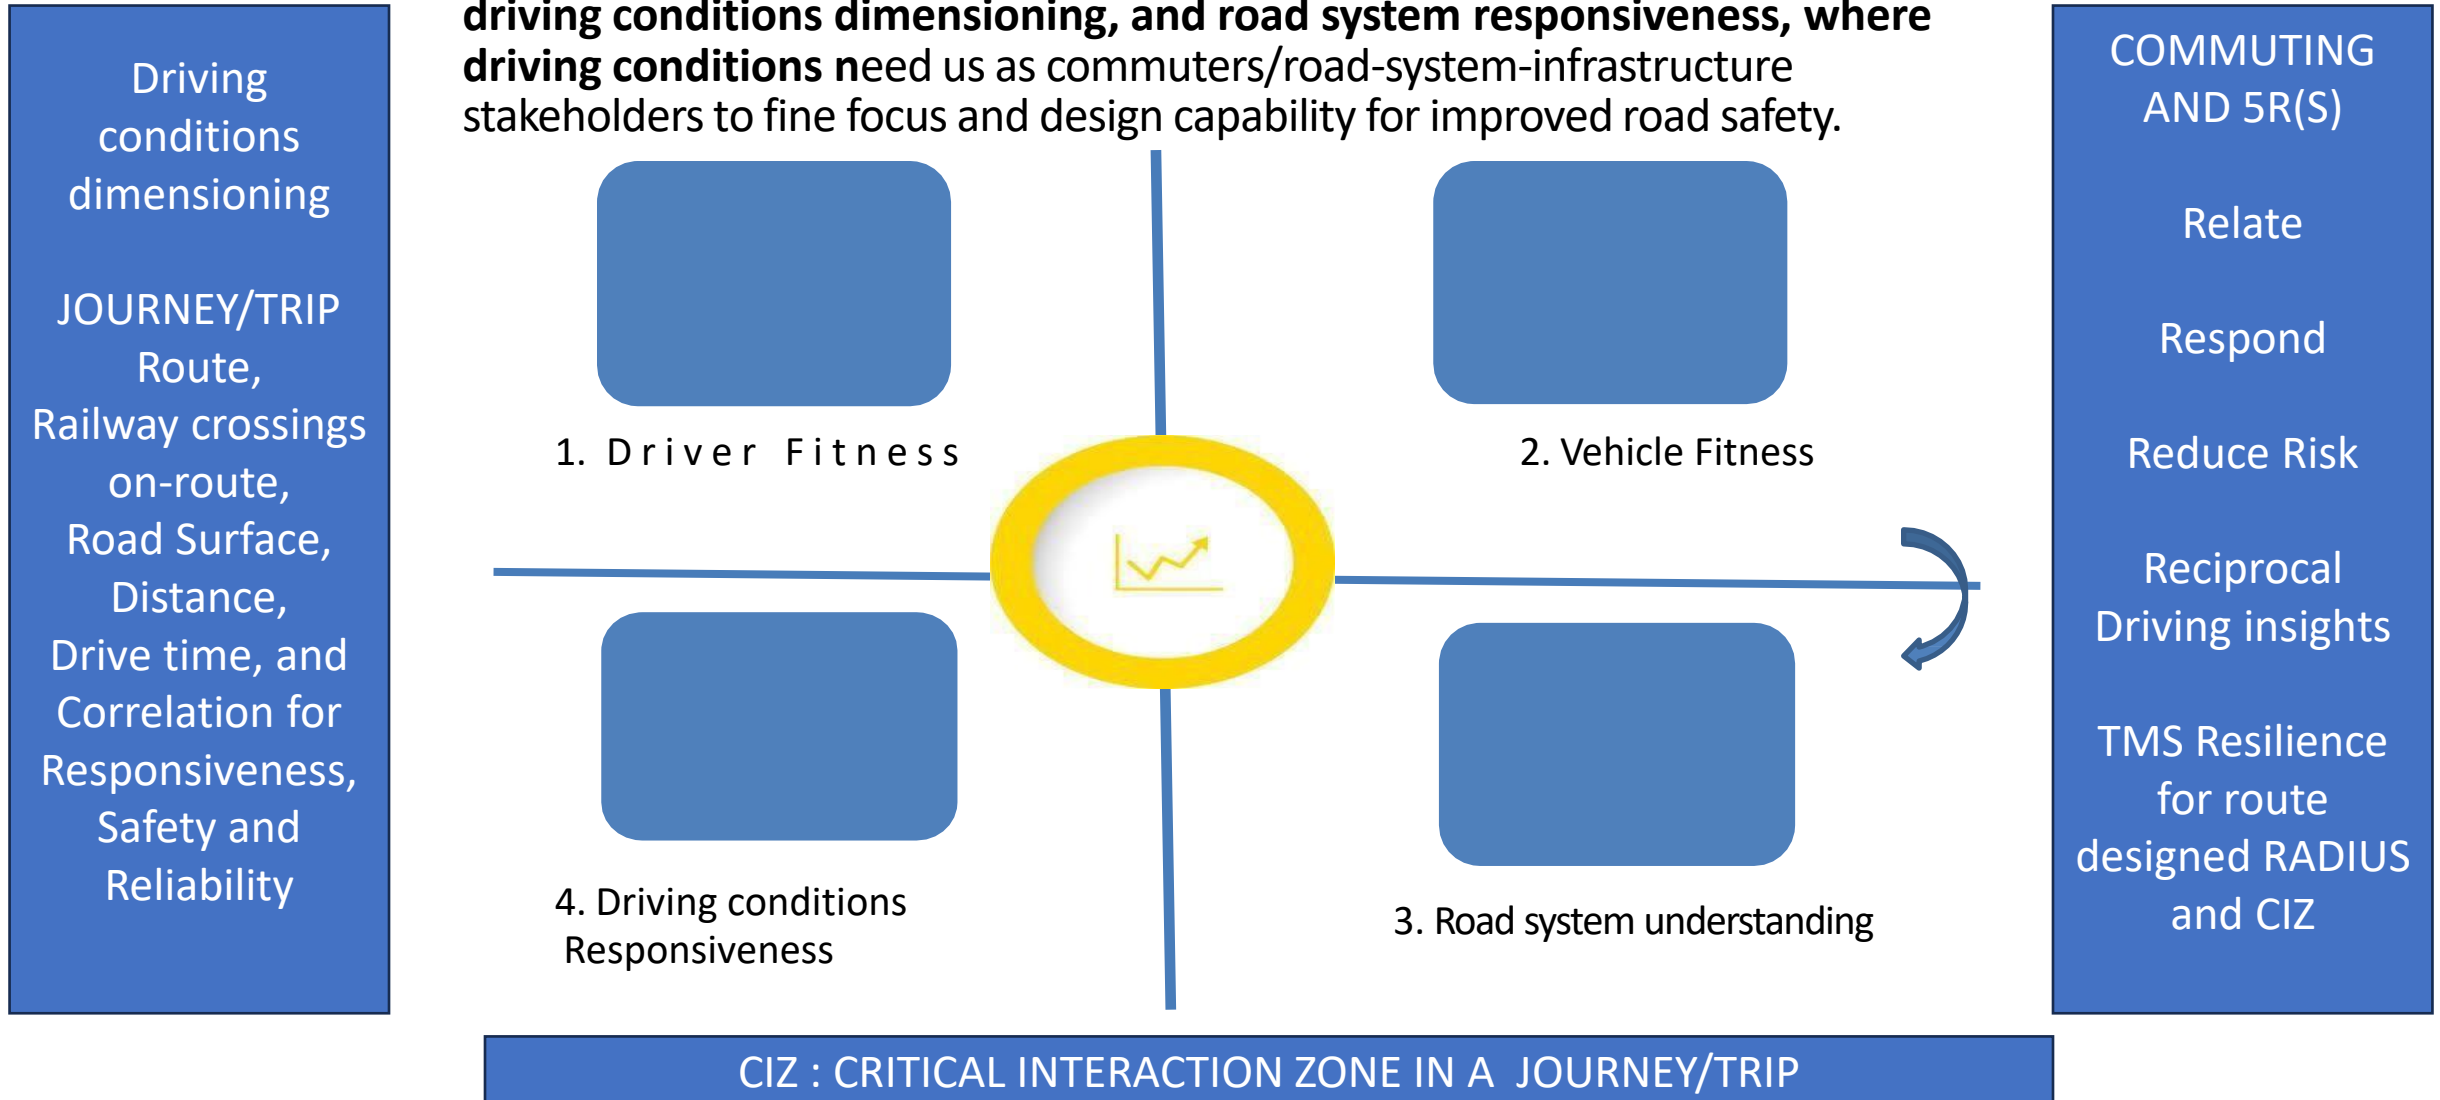 driving conditions dimensioning, and road system responsiveness, where
driving conditions need us as commuters/road-system-infrastructure
stakeholders to fine focus and design capability for improved road safety.
Driving
conditions
dimensioning
JOURNEY/TRIP
Route,
Railway crossings
on-route,
Road Surface,
Distance,
Drive time, and
Correlation for
Responsiveness,
Safety and
Reliability
1. Driver Fitness
2. Vehicle Fitness
4. Driving conditions
Responsiveness
3. Road system understanding
COMMUTING
AND 5R(S)
Relate
Respond
Reduce Risk
Reciprocal
Driving insights
TMS Resilience
for route
designed RADIUS
and CIZ
CIZ : CRITICAL INTERACTION ZONE IN A JOURNEY/TRIP